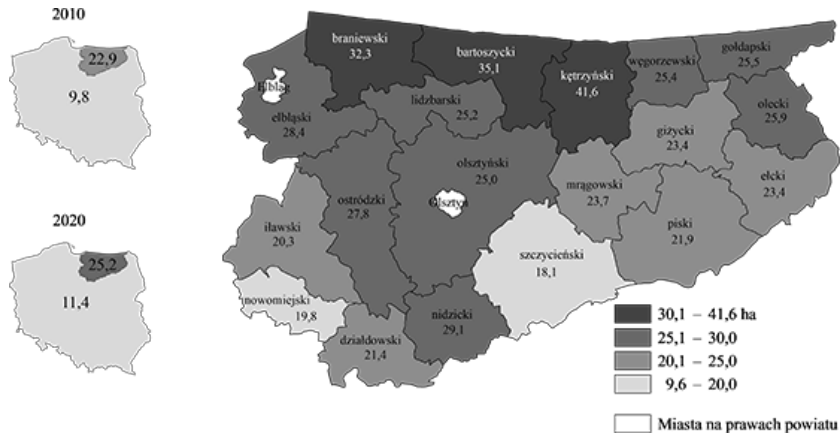 2010
22,9
9,8
2020
25,2
11,4
braniewski
32,3
bartoszycki
35,1
kętrzyński
41,6
węgorzewski
25,4
gołdapski
25,5
Elbląg
elbląski
28,4
lidzbarski
25,2
olecki
25,9
giżycki
23,4
olsztyński
25,0
Olsztyn
mrągowski
23,7
ełcki
23,4
ostródzki
27,8
iławski
20,3
piski
21,9
szczycieński
18,1
nowomiejski
19,8
nidzicki
29,1
działdowski
21,4
30,1 – 41,6 ha
25,1 – 30,0
20,1 – 25,0
9,6 – 20,0
Miasta na prawach powiatu